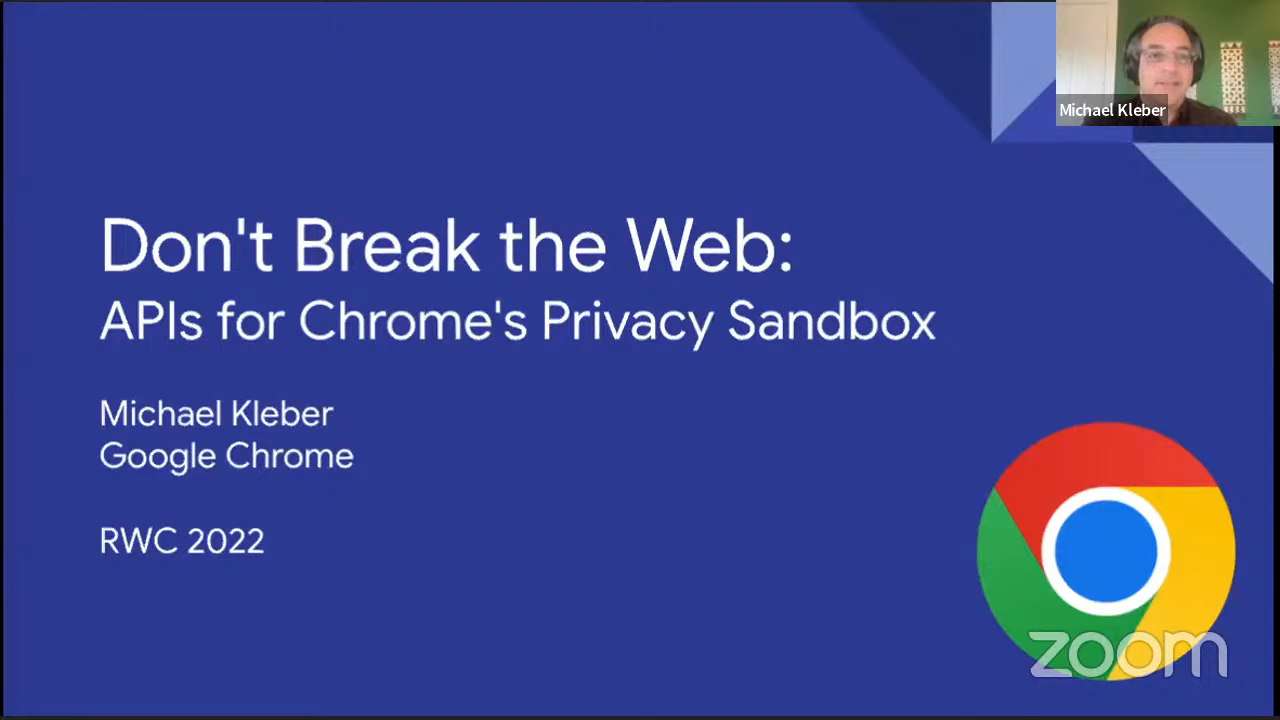 Michael Kleber
Don't Break the Web:
APIs for Chrome's Privacy Sandbox
Michael Kleber
Google Chrome
RWC 2022
zoom